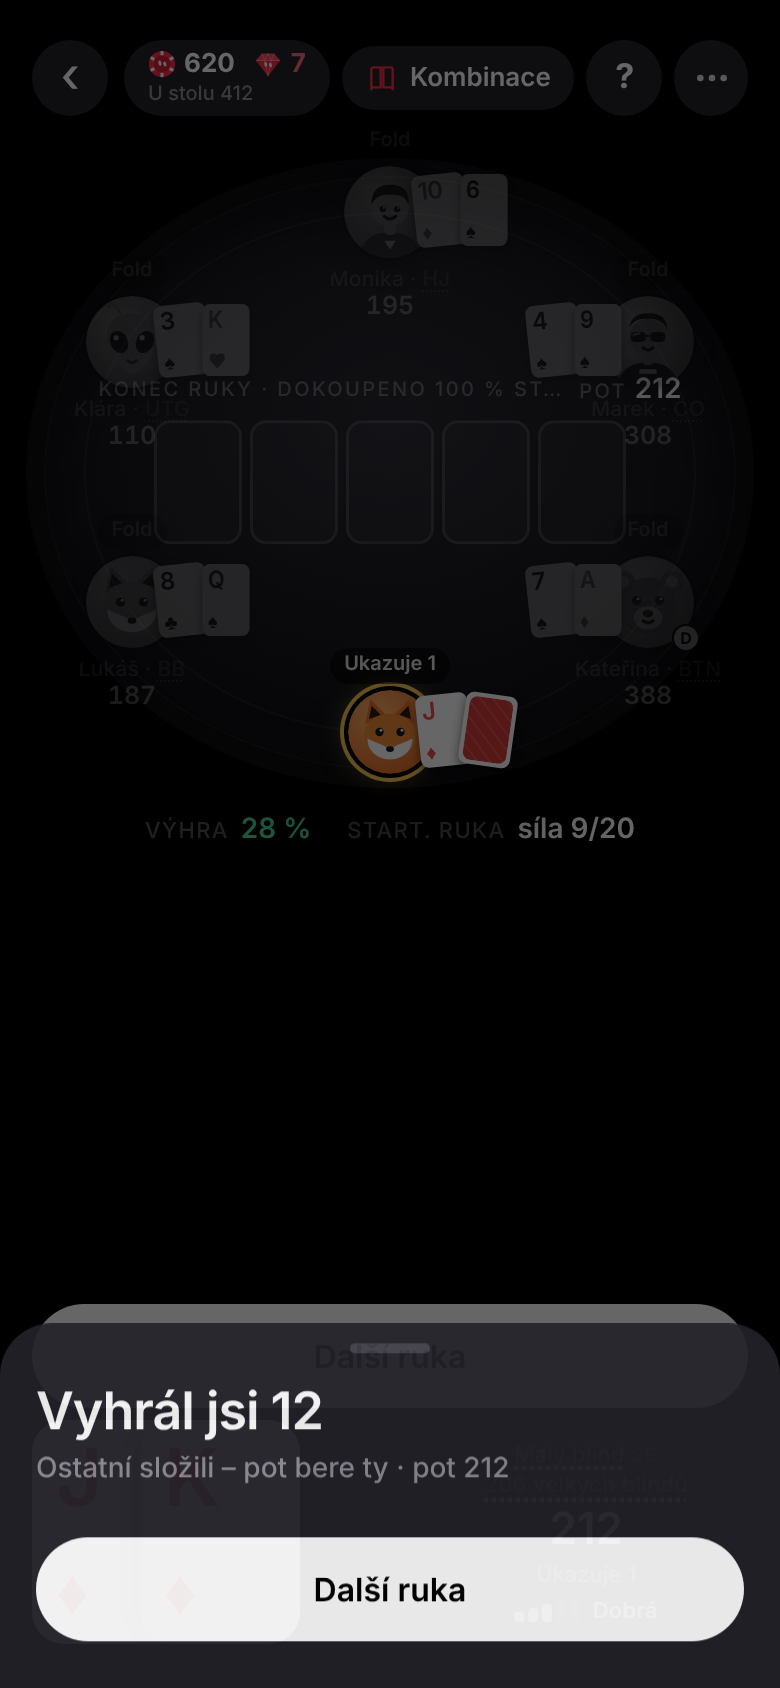 620 7
U stolu 412
Kombinace
?
Fold
10 6
Monika · HJ
195
Fold
3 K
Fold
4 9
KONEC RUKY · DOKOUPENO 100 % ST… POT 212
Klára · UTG
110
Marek · CO
308
Fold
8 Q
Fold
7 A
D
Lukáš · BB
187
Kateřina · BTN
388
Ukazuje 1
J
VÝHRA 28 % START. RUKA síla 9/20
Další ruka
Vyhrál jsi 12
Ostatní složili – pot bere ty · pot 212
J K
velkých blindů
212
Ukazuje 1
Dobrá
Další ruka